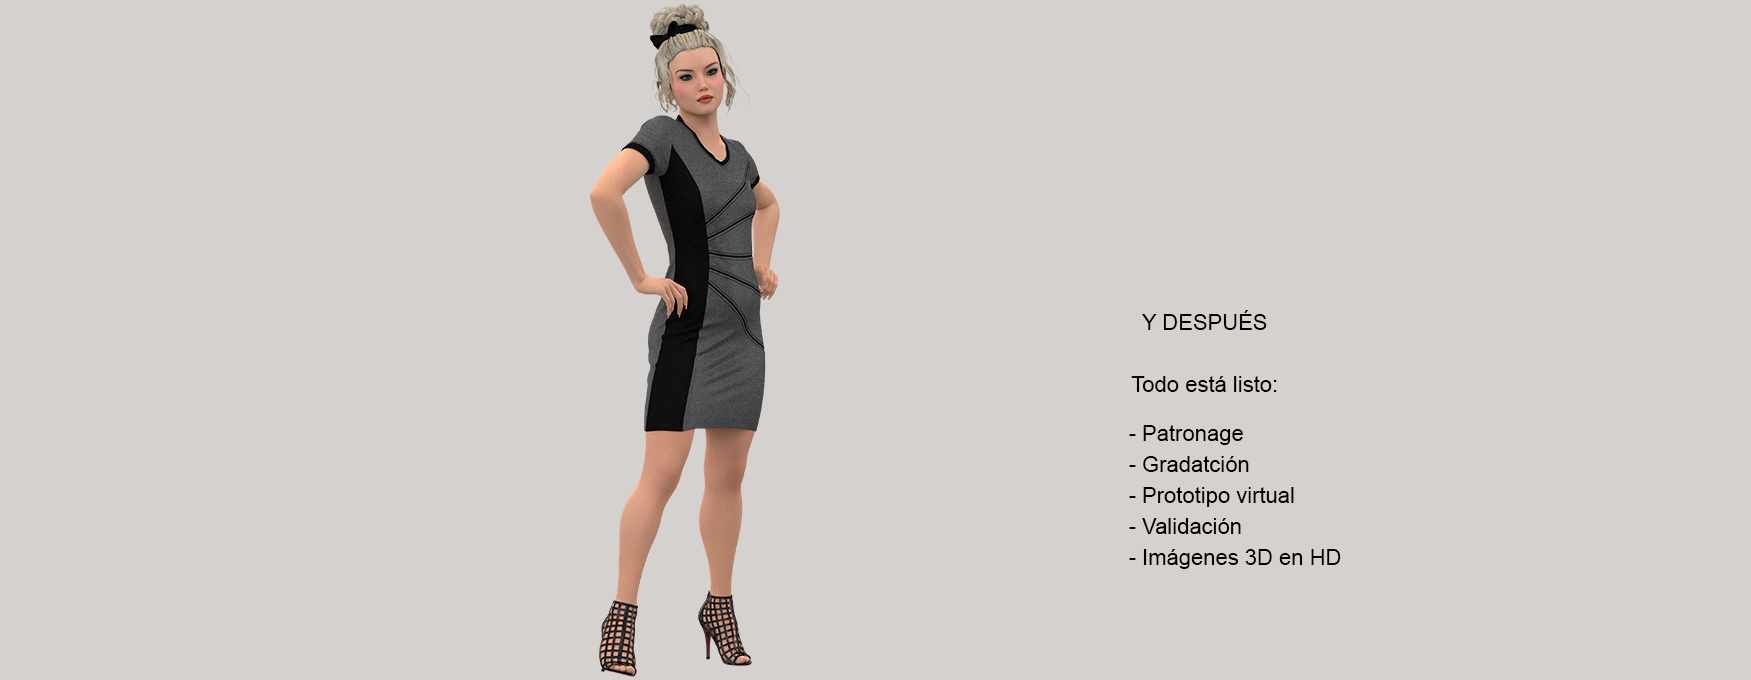 Y DESPUÉS
Todo está listo:
- Patronage
- Gradatción
- Prototipo virtual
- Validación
- Imágenes 3D en HD